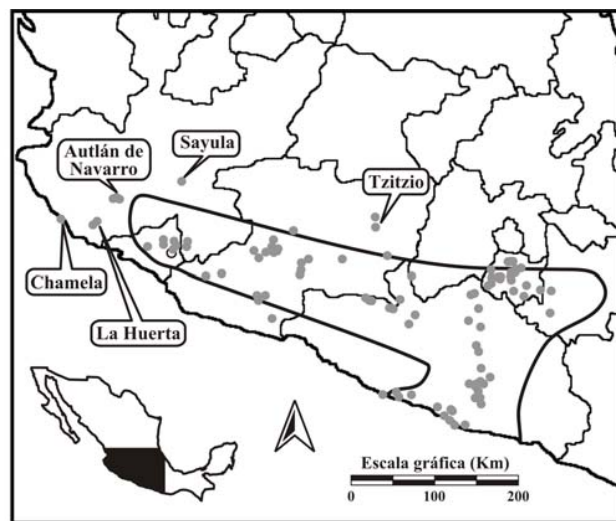 Sayula
Autlán de
Navarro
Tzitzio
Chamela
La Huerta
Escala gráfica (Km)
0 100 200